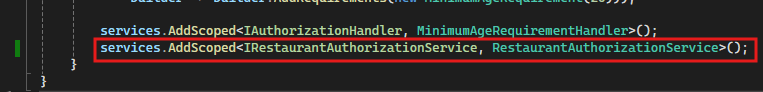 services.AddScoped<IAuthorizationHandler, MinimumAgeRequirementHandler>();
services.AddScoped<IRestaurantAuthorizationService, RestaurantAuthorizationService>();
}
}